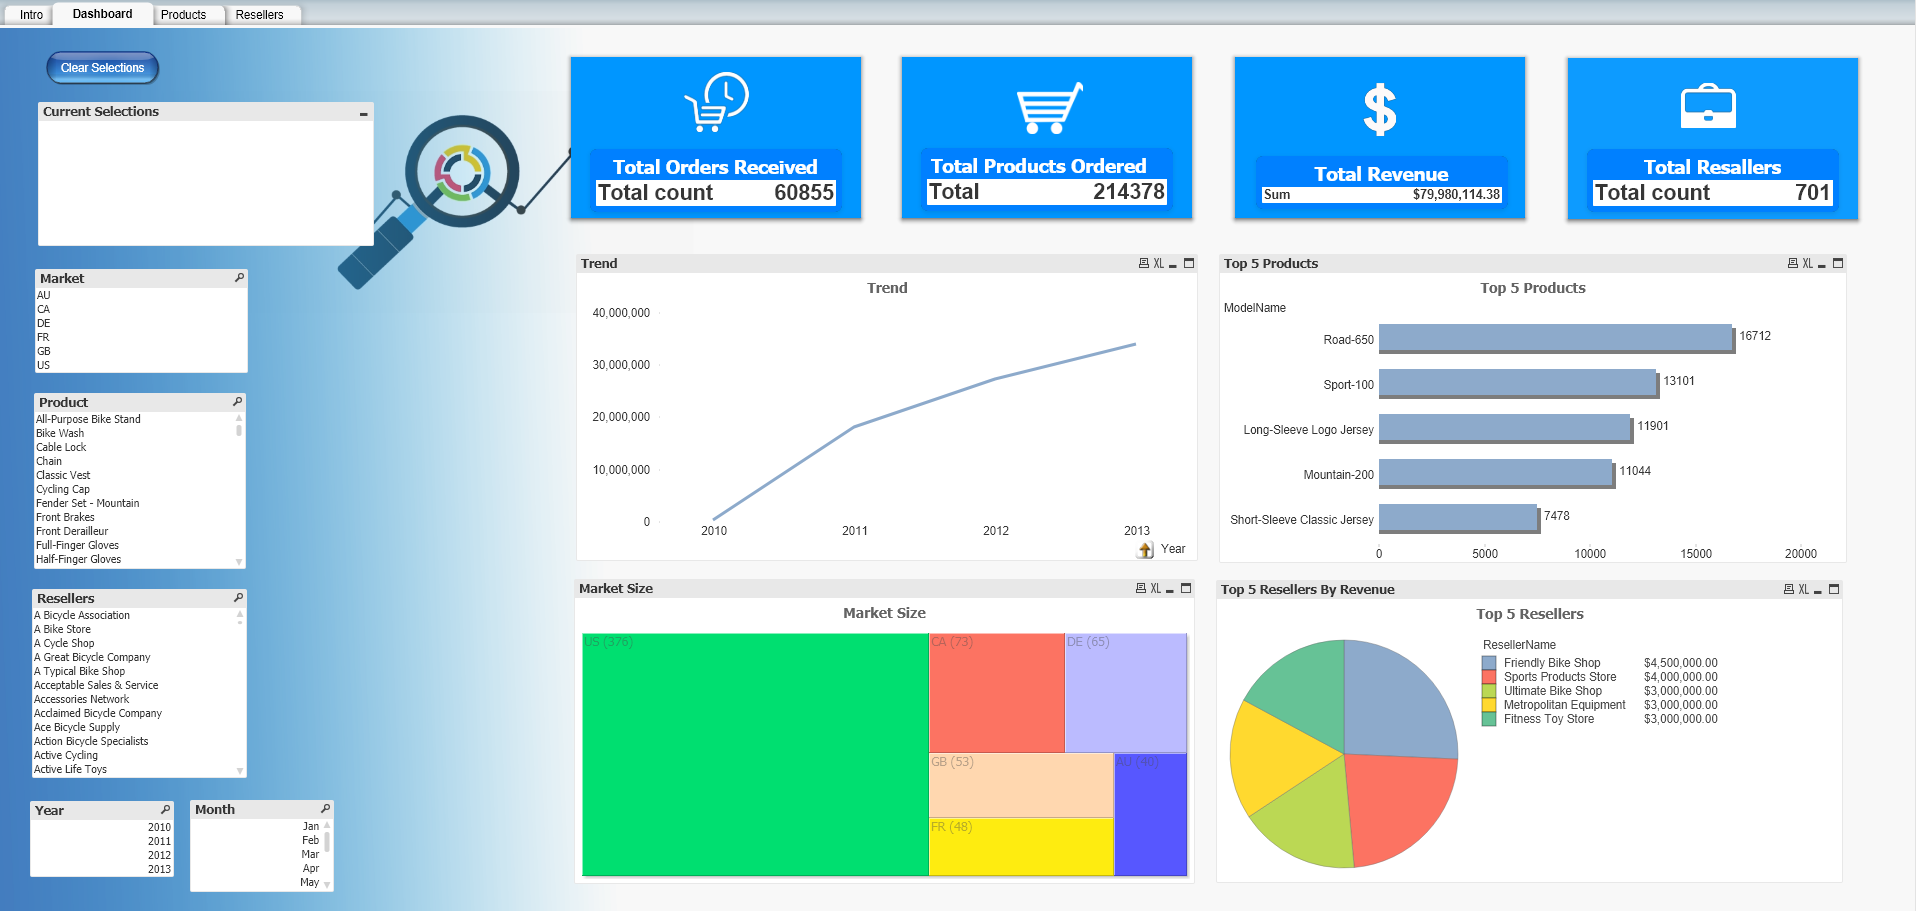 Intro
Dashboard
Products
Resellers
Clear Selections
Current Selections
Market
AU
CA
DE
FR
GB
US
Product
All-Purpose Bike Stand
Bike Wash
Cable Lock
Chain
Classic Vest
Cycling Cap
Fender Set - Mountain
Front Brakes
Front Derailleur
Full-Finger Gloves
Half-Finger Gloves
Resellers
A Bicycle Association
A Bike Store
A Cycle Shop
A Great Bicycle Company
A Typical Bike Shop
Acceptable Sales & Service
Accessories Network
Acclaimed Bicycle Company
Ace Bicycle Supply
Action Bicycle Specialists
Active Cycling
Active Life Toys
Year
2010
2011
2012
2013
Month
Jan
Feb
Mar
Apr
May
Total Orders Received
Total count 60855
Total Products Ordered
Total 214378
Total Revenue
Sum $79,980,114.38
Total Resallers
Total count 701
Trend
XL
Trend
40,000,000
30,000,000
20,000,000
10,000,000
0
2010 2011 2012 2013
Year
Top 5 Products
XL
Top 5 Products
ModelName
Road-650 16712
Sport-100 13101
Long-Sleeve Logo Jersey 11901
Mountain-200 11044
Short-Sleeve Classic Jersey 7478
0 5000 10000 15000 20000
Market Size
XL
Market Size
US (376)
CA (73)
DE (65)
GB (53)
AU (40)
FR (48)
Top 5 Resellers By Revenue
XL
Top 5 Resellers
ResellerName
Friendly Bike Shop $4,500,000.00
Sports Products Store $4,000,000.00
Ultimate Bike Shop $3,000,000.00
Metropolitan Equipment $3,000,000.00
Fitness Toy Store $3,000,000.00